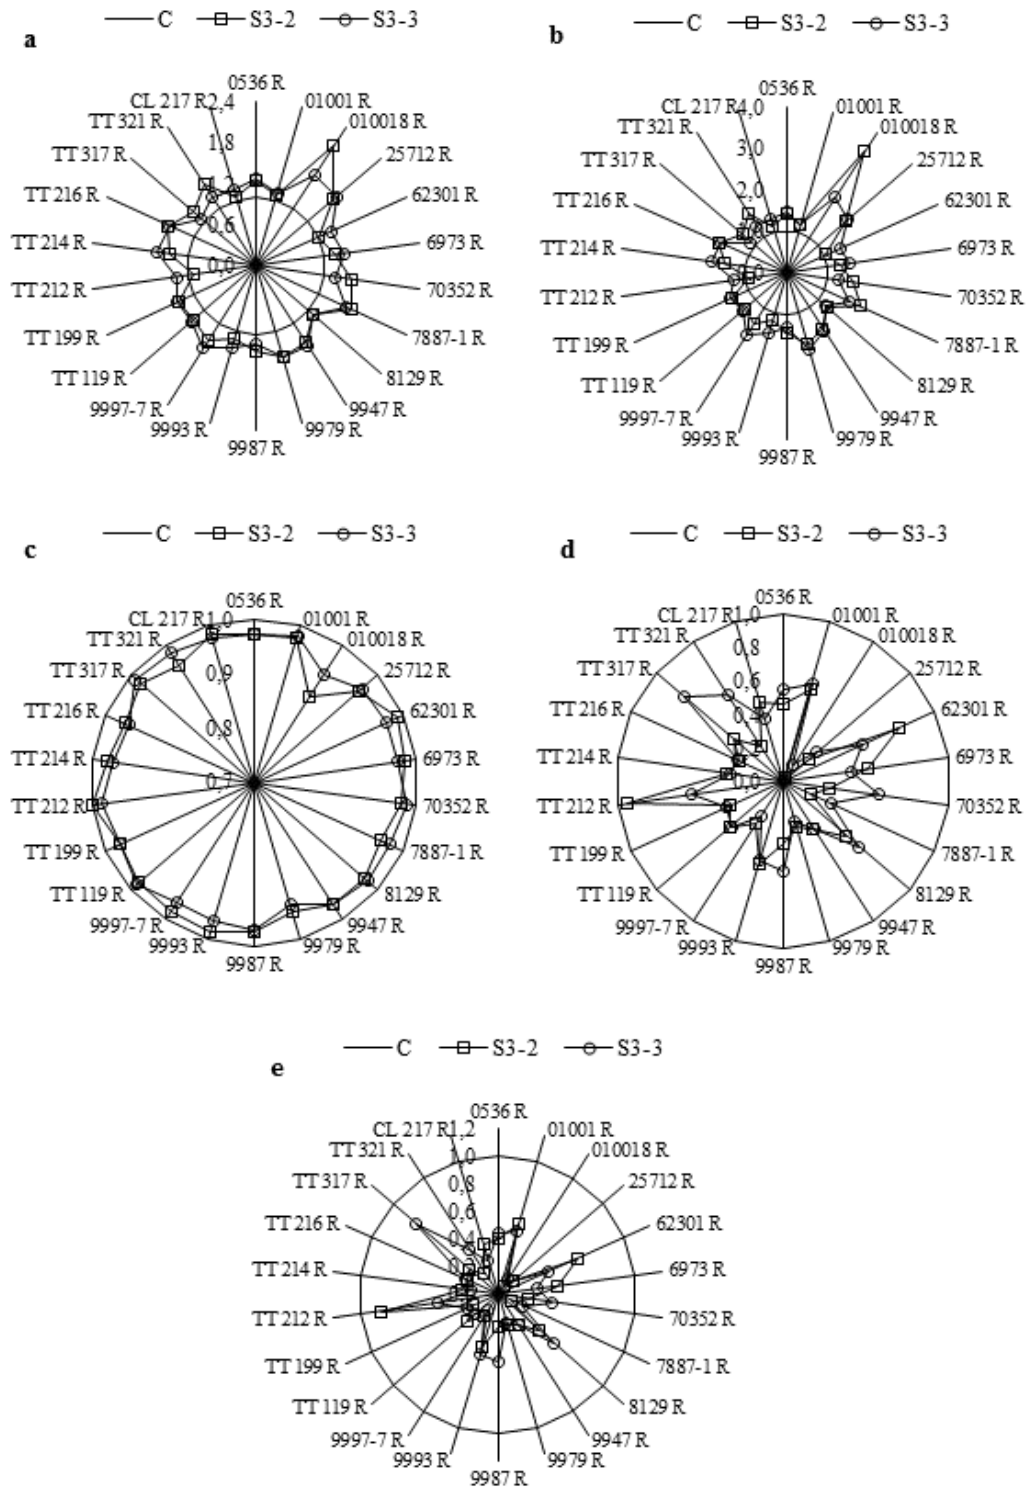 C S3-2 S3-3
a
0536 R
01001 R
010018 R
25712 R
62301 R
6973 R
70352 R
7887-1 R
8129 R
9947 R
9979 R
9987 R
9993 R
9997-7 R
TT 119 R
TT 199 R
TT 212 R
TT 214 R
TT 216 R
TT 317 R
TT 321 R
CL 217 R
2,4
1,8
0,6
0,0
C S3-2 S3-3
b
0536 R
01001 R
010018 R
25712 R
62301 R
6973 R
70352 R
7887-1 R
8129 R
9947 R
9979 R
9987 R
9993 R
9997-7 R
TT 119 R
TT 199 R
TT 212 R
TT 214 R
TT 216 R
TT 317 R
TT 321 R
CL 217 R
4,0
3,0
2,0
C S3-2 S3-3
c
0536 R
01001 R
010018 R
25712 R
62301 R
6973 R
70352 R
7887-1 R
8129 R
9947 R
9979 R
9987 R
9993 R
9997-7 R
TT 119 R
TT 199 R
TT 212 R
TT 214 R
TT 216 R
TT 317 R
TT 321 R
CL 217 R
1,0
0,9
0,8
0,7
C S3-2 S3-3
d
0536 R
01001 R
010018 R
25712 R
62301 R
6973 R
70352 R
7887-1 R
8129 R
9947 R
9979 R
9987 R
9993 R
9997-7 R
TT 119 R
TT 199 R
TT 212 R
TT 214 R
TT 216 R
TT 317 R
TT 321 R
CL 217 R
1,0
0,8
0,6
0,4
0,0
C S3-2 S3-3
e
0536 R
01001 R
010018 R
25712 R
62301 R
6973 R
70352 R
7887-1 R
8129 R
9947 R
9979 R
9987 R
9993 R
9997-7 R
TT 119 R
TT 199 R
TT 212 R
TT 214 R
TT 216 R
TT 317 R
TT 321 R
CL 217 R
1,2
1,0
0,8
0,6
0,4